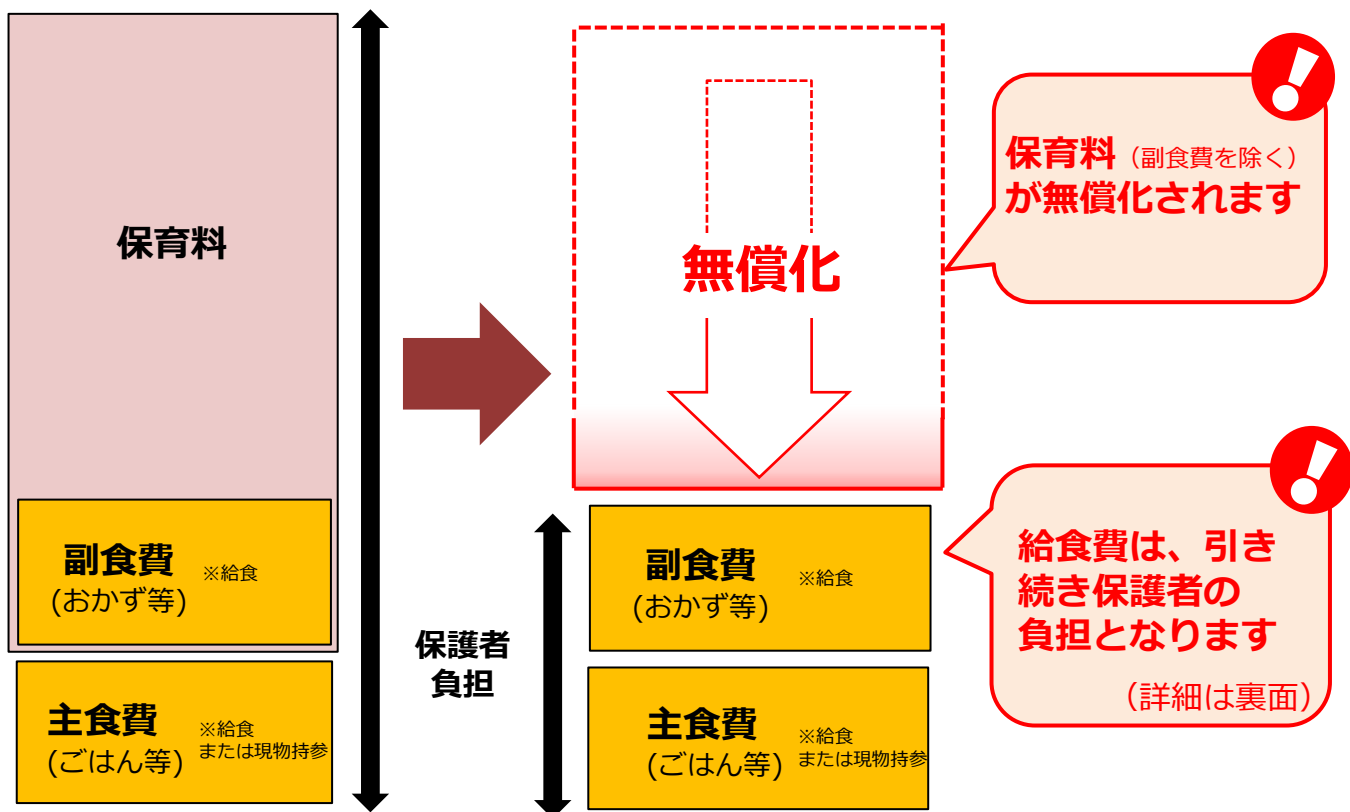 保育料
副食費 ※給食
(おかず等)
主食費 ※給食
(ごはん等) または現物持参
保護者
負担
無償化
副食費 ※給食
(おかず等)
主食費 ※給食
(ごはん等) または現物持参
保育料（副食費を除く）
が無償化されます
給食費は、引き
続き保護者の
負担となります
（詳細は裏面）